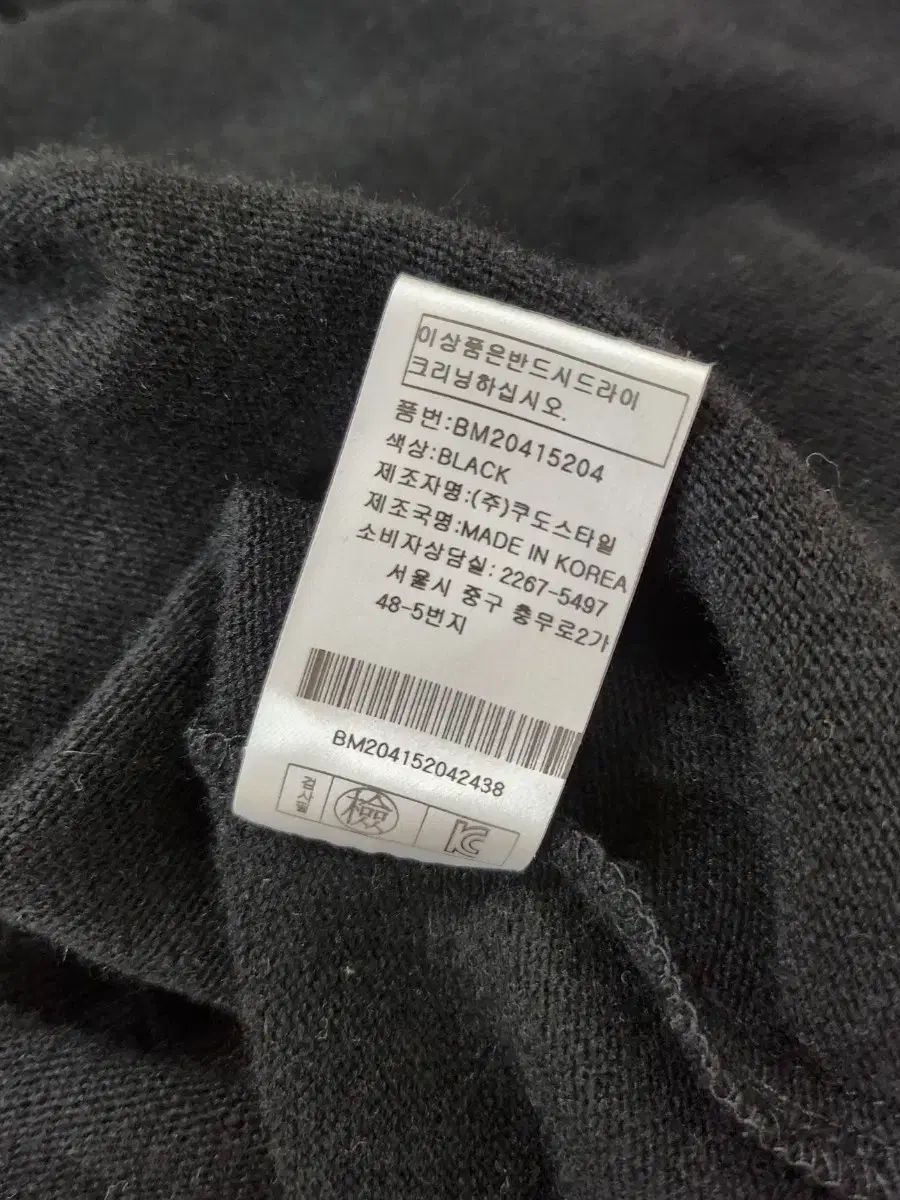 이상품은반드시드라이
크리닝하십시오.
품번:BM20415204
색상:BLACK
제조자명:(주)쿠도스타일
제조국명:MADE IN KOREA
소비자상담실: 2267-5497
서울시 중구 충무로2가
48-5번지
BM204152042438
검사필 檢 KC